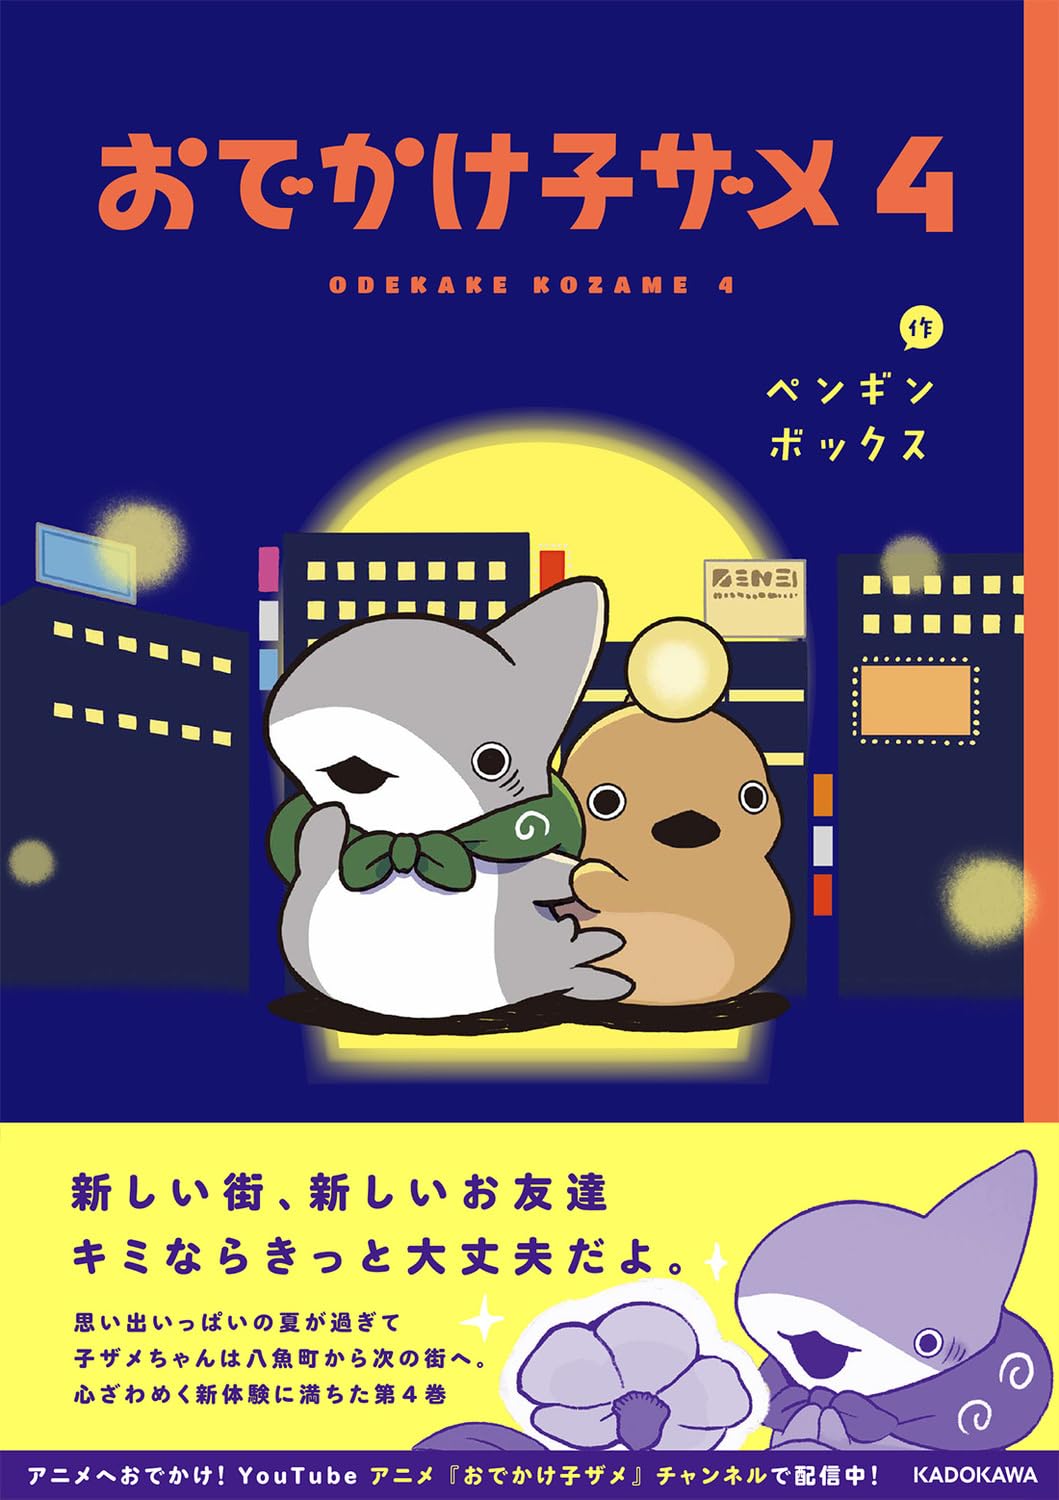 おでかけ子ザメ 4
ODEKAKE KOZAME 4
作
ペンギン
ボックス
新しい街、新しいお友達
キミならきっと大丈夫だよ。
思い出いっぱいの夏が過ぎて
子ザメちゃんは八魚町から次の街へ。
心ざわめく新体験に満ちた第4巻
アニメへおでかけ! YouTube アニメ『おでかけ子ザメ』チャンネルで配信中! KADOKAWA